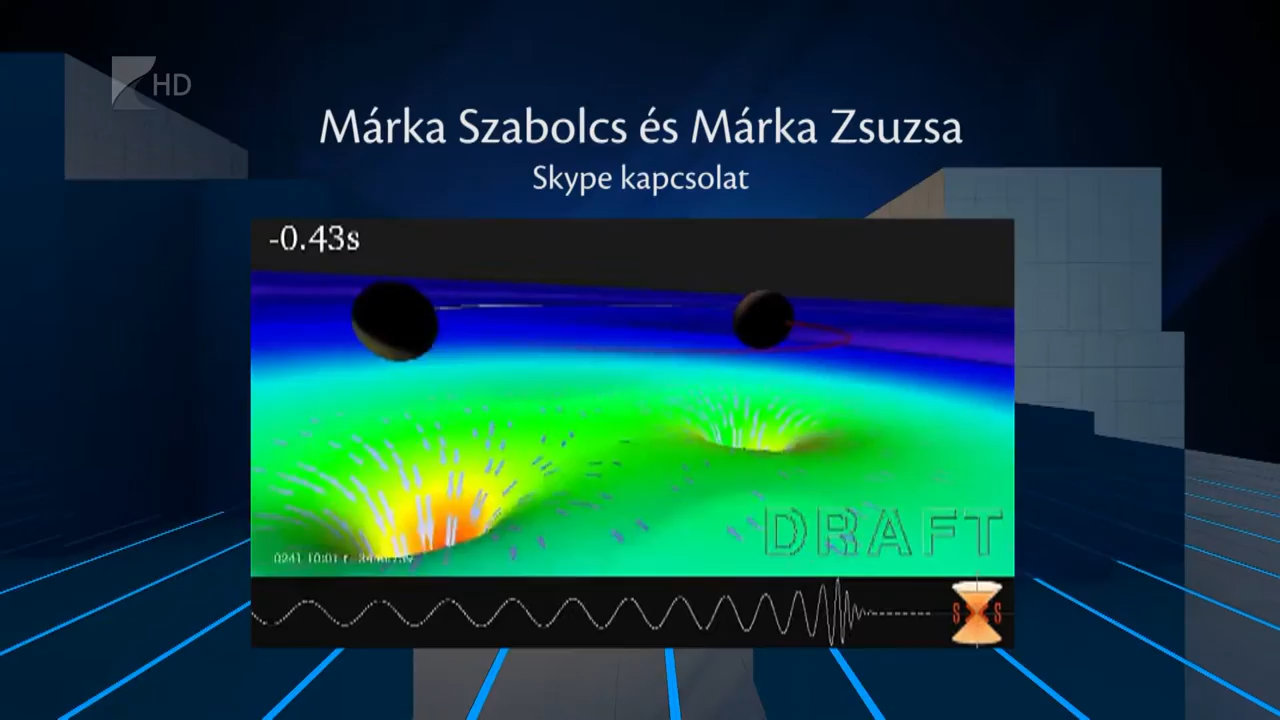 HD
Márka Szabolcs és Márka Zsuzsa
Skype kapcsolat
-0.43s
DRAFT
S S